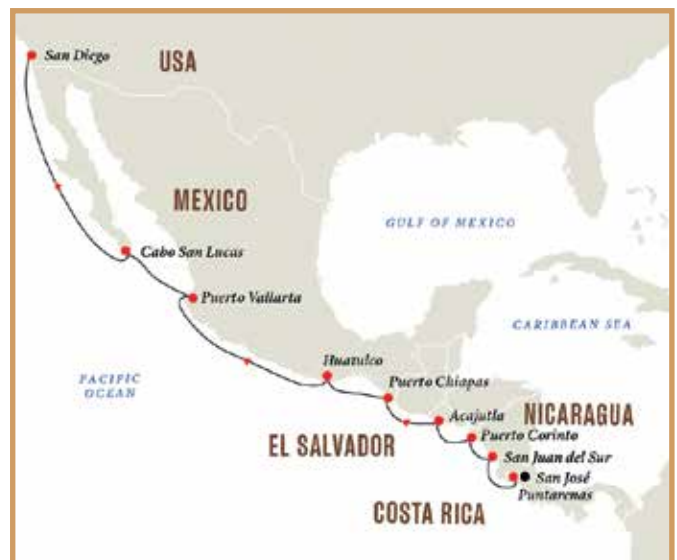 San Diego
USA
MEXICO
GULF OF MEXICO
Cabo San Lucas
Puerto Vallarta
CARIBBEAN SEA
Huatulco
PACIFIC
OCEAN
Puerto Chiapas
Acajutla
NICARAGUA
EL SALVADOR
Puerto Corinto
San Juan del Sur
San José
Puntarenas
COSTA RICA